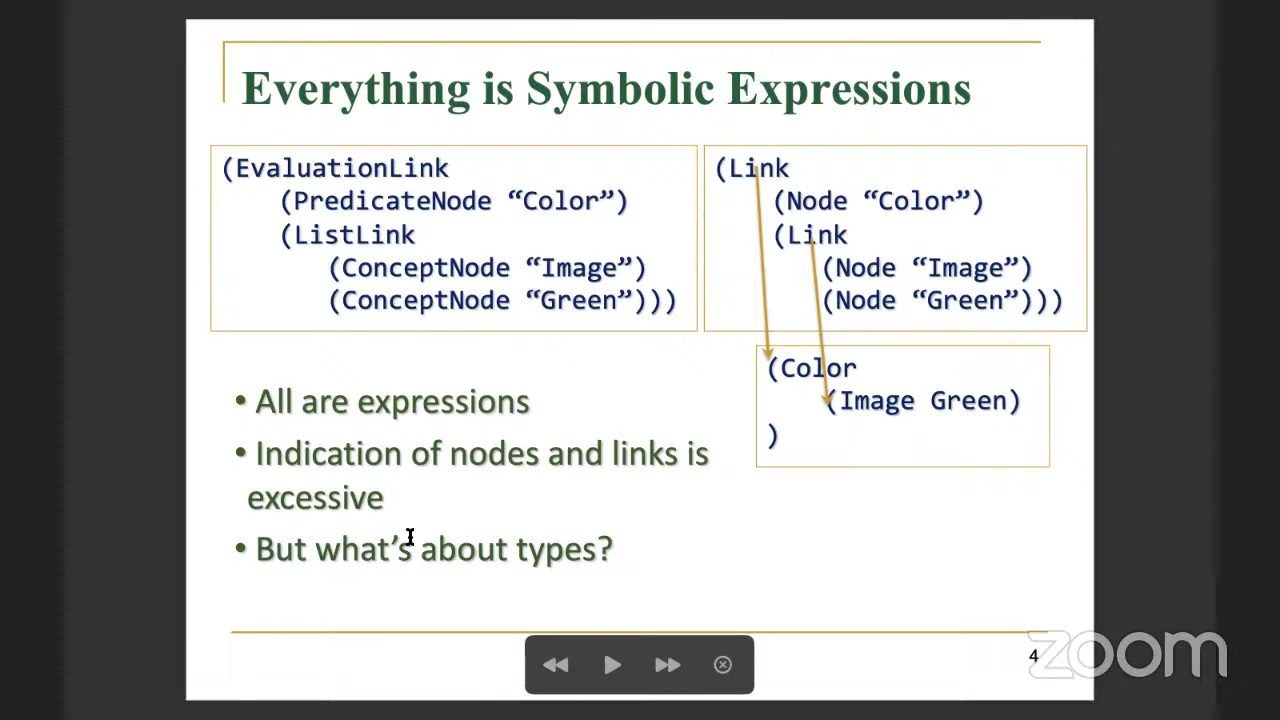 Everything is Symbolic Expressions
(EvaluationLink
(PredicateNode “Color”)
(ListLink
(ConceptNode “Image”)
(ConceptNode “Green”)))
(Link
(Node “Color”)
(Link
(Node “Image”)
(Node “Green”)))
(Color
(Image Green)
)
• All are expressions
• Indication of nodes and links is
excessive
• But what’s about types?
4
zoom